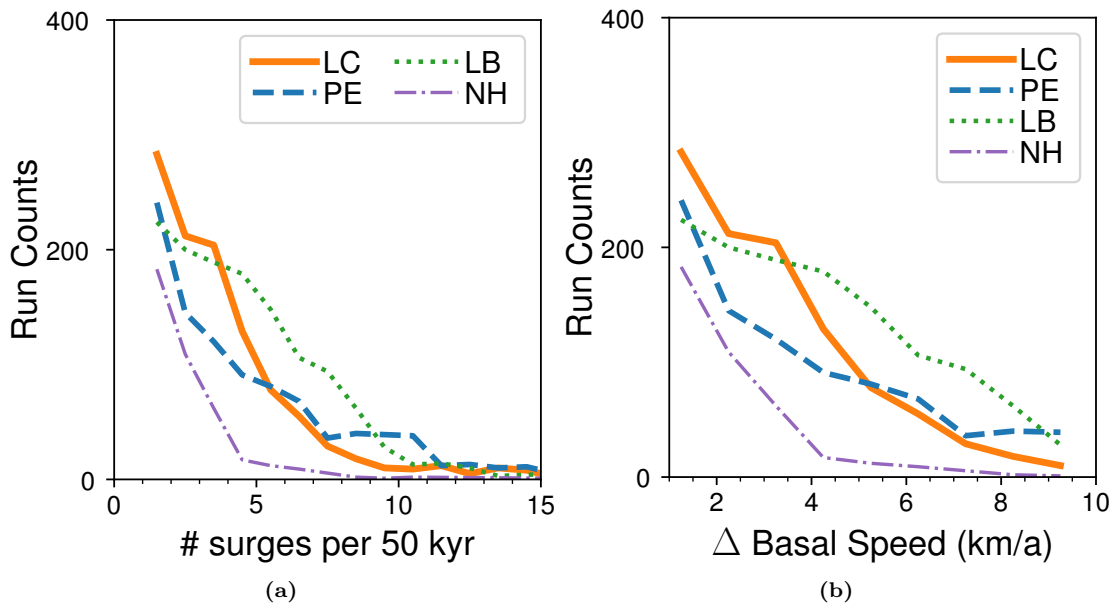 400
200
0
Run Counts
LC
LB
PE
NH
0
5
10
15
# surges per 50 kyr
(a)
400
200
0
Run Counts
LC
PE
LB
NH
2
4
6
8
10
Δ Basal Speed (km/a)
(b)